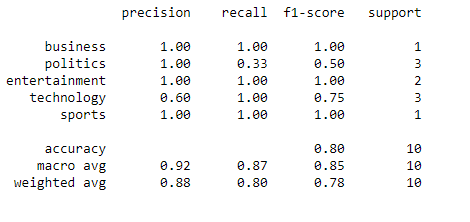 precision recall f1-score support
business 1.00 1.00 1.00 1
politics 1.00 0.33 0.50 3
entertainment 1.00 1.00 1.00 2
technology 0.60 1.00 0.75 3
sports 1.00 1.00 1.00 1
accuracy 0.80 10
macro avg 0.92 0.87 0.85 10
weighted avg 0.88 0.80 0.78 10